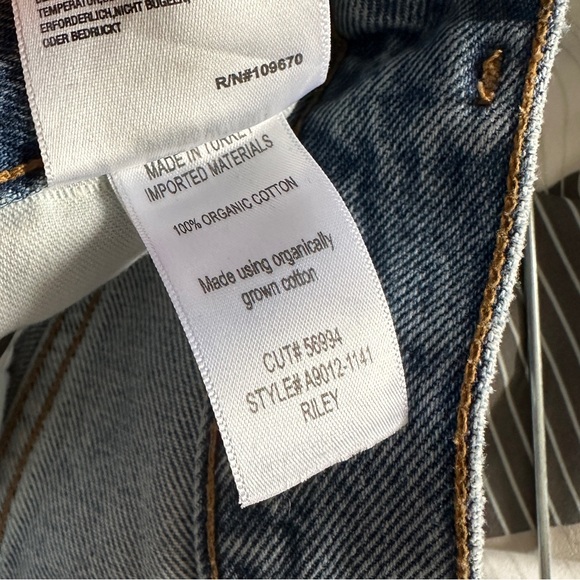 TEMPERATUR,
ERFORDERLICH,NICHT BUGELN,
ODER BEDRUCKT
R/N#109670
MADE IN TURKEY
IMPORTED MATERIALS
100% ORGANIC COTTON
Made using organically
grown cotton
CUT# 56994
STYLE# A9012-1141
RILEY